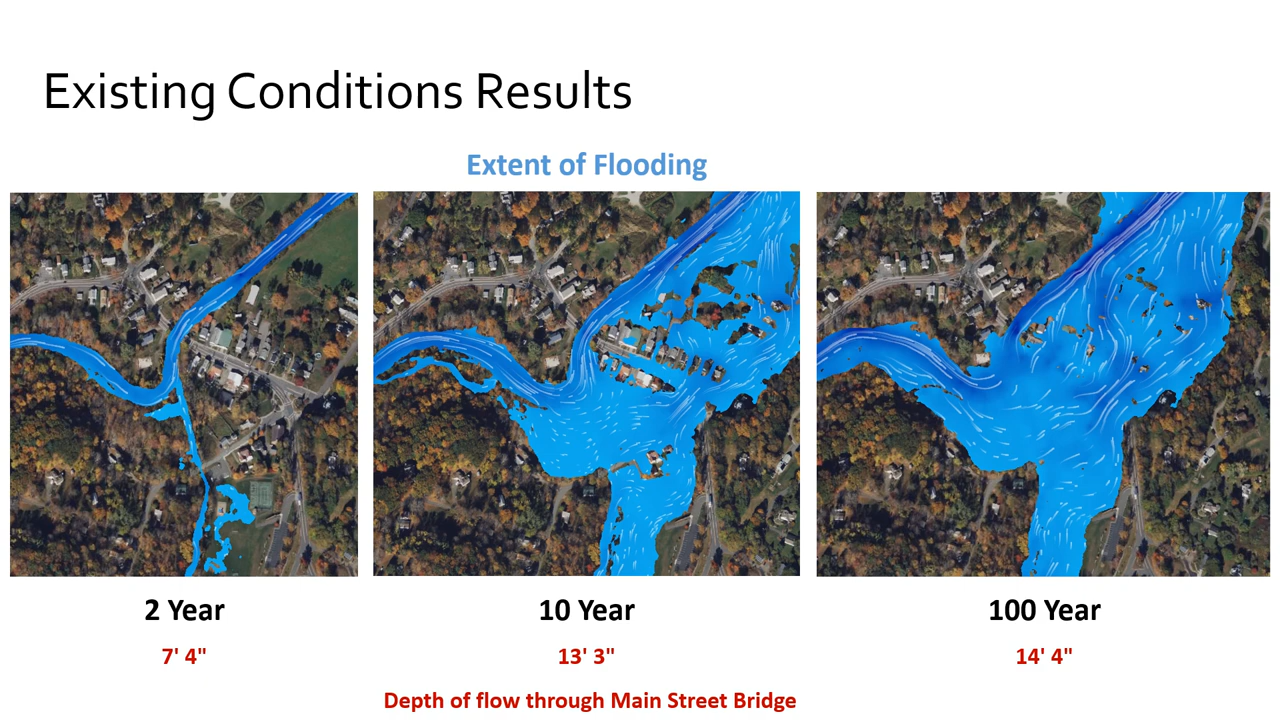 Existing Conditions Results
Extent of Flooding
2 Year
10 Year
100 Year
7' 4"
13' 3"
14' 4"
Depth of flow through Main Street Bridge